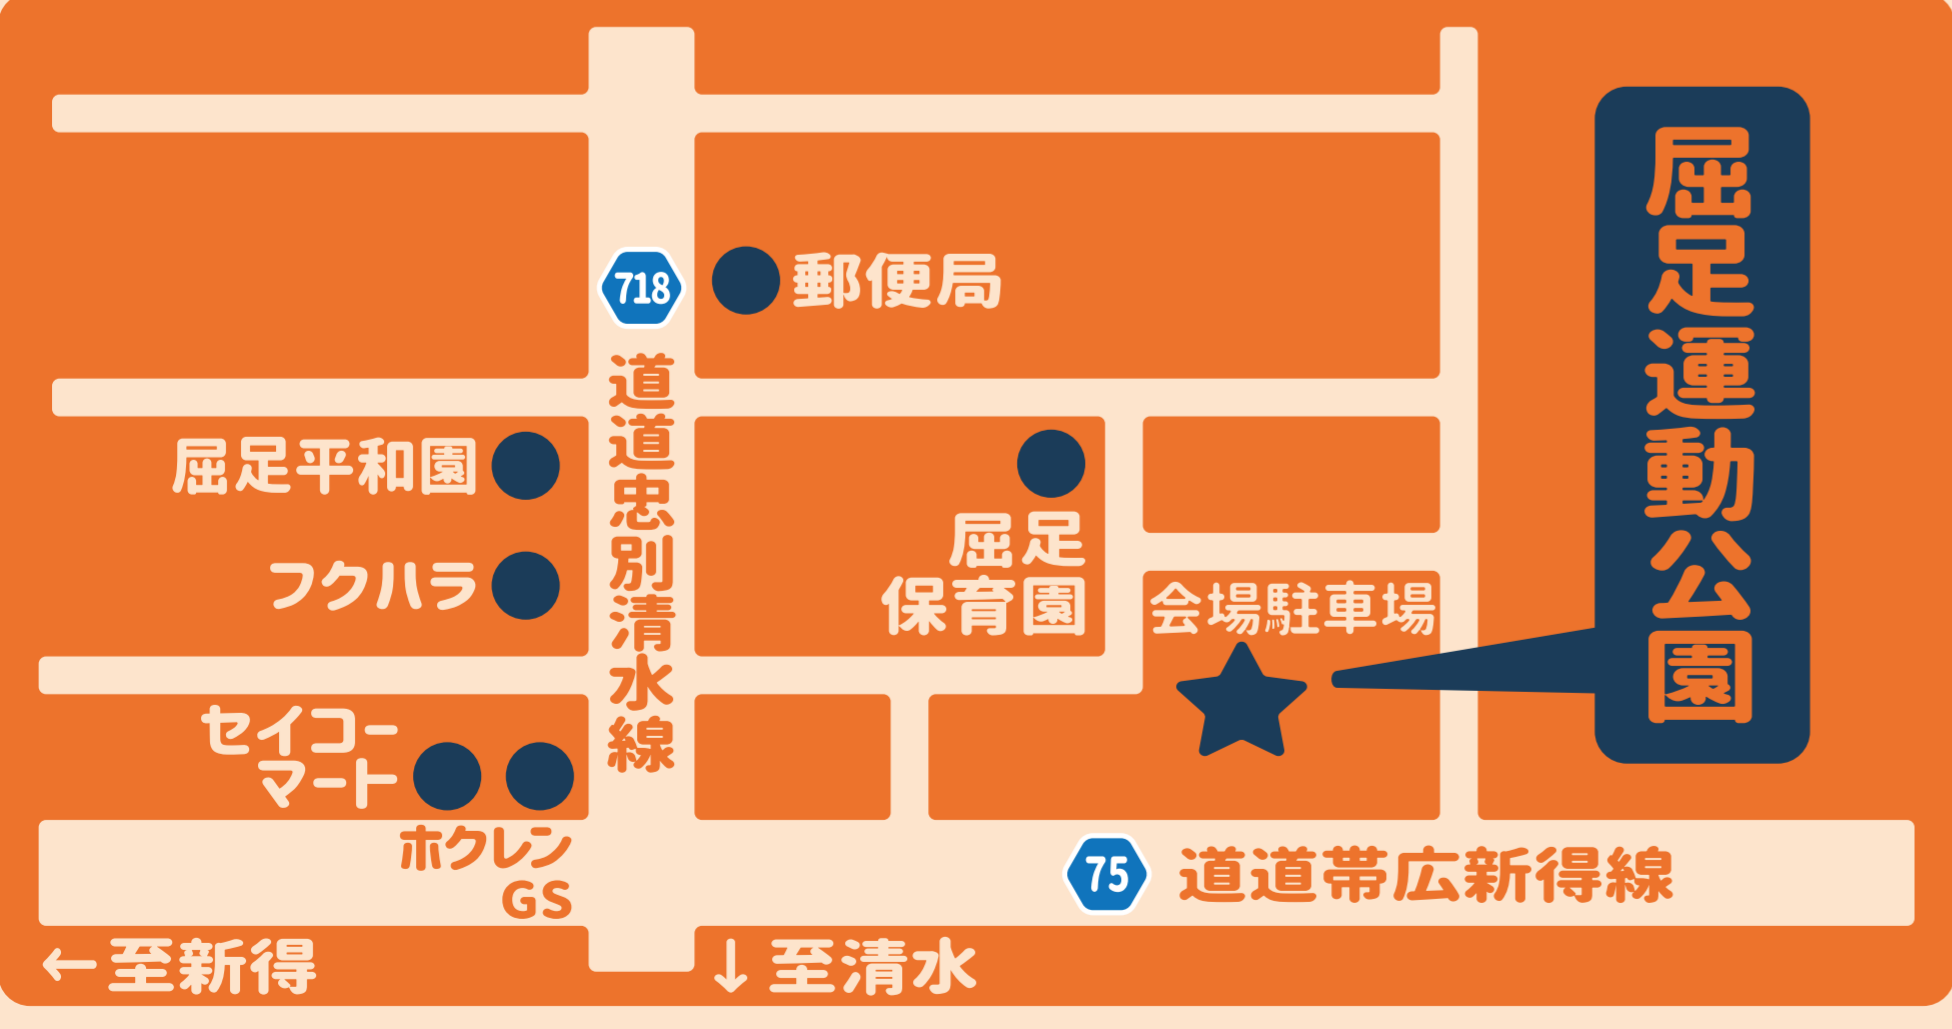 屈足運動公園
718
郵便局
道道忠別清水線
屈足平和園
フクハラ
屈足
保育園
会場駐車場
セイコー
マート
ホクレン
GS
75
道道帯広新得線
←至新得
↓至清水